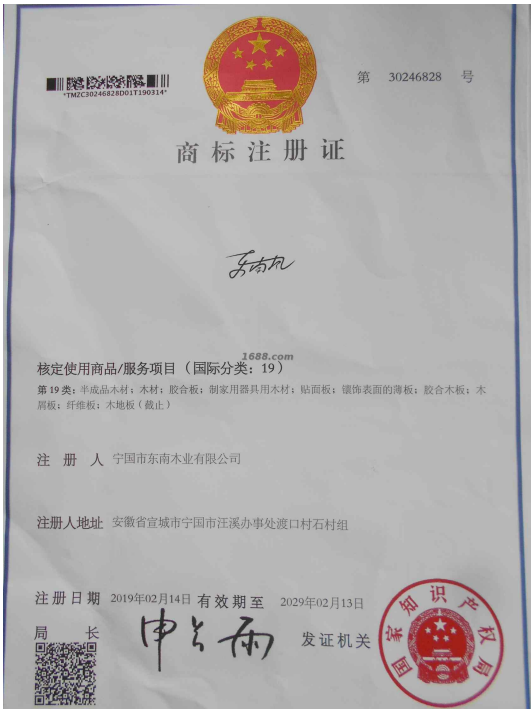 第 30246828 号
*TMZC30246828D01T190314*
商标注册证
东南风
1688.com
核定使用商品/服务项目（国际分类：19）
第 19 类：半成品木材；木材；胶合板；制家用器具用木材；贴面板；镶饰表面的薄板；胶合木板；木
屑板；纤维板；木地板（截止）
注 册 人 宁国市东南木业有限公司
注册人地址 安徽省宣城市宁国市汪溪办事处渡口村石村组
注册日期 2019年02月14日 有效期至 2029年02月13日
局 长 申长雨 发证机关
国家知识产权局